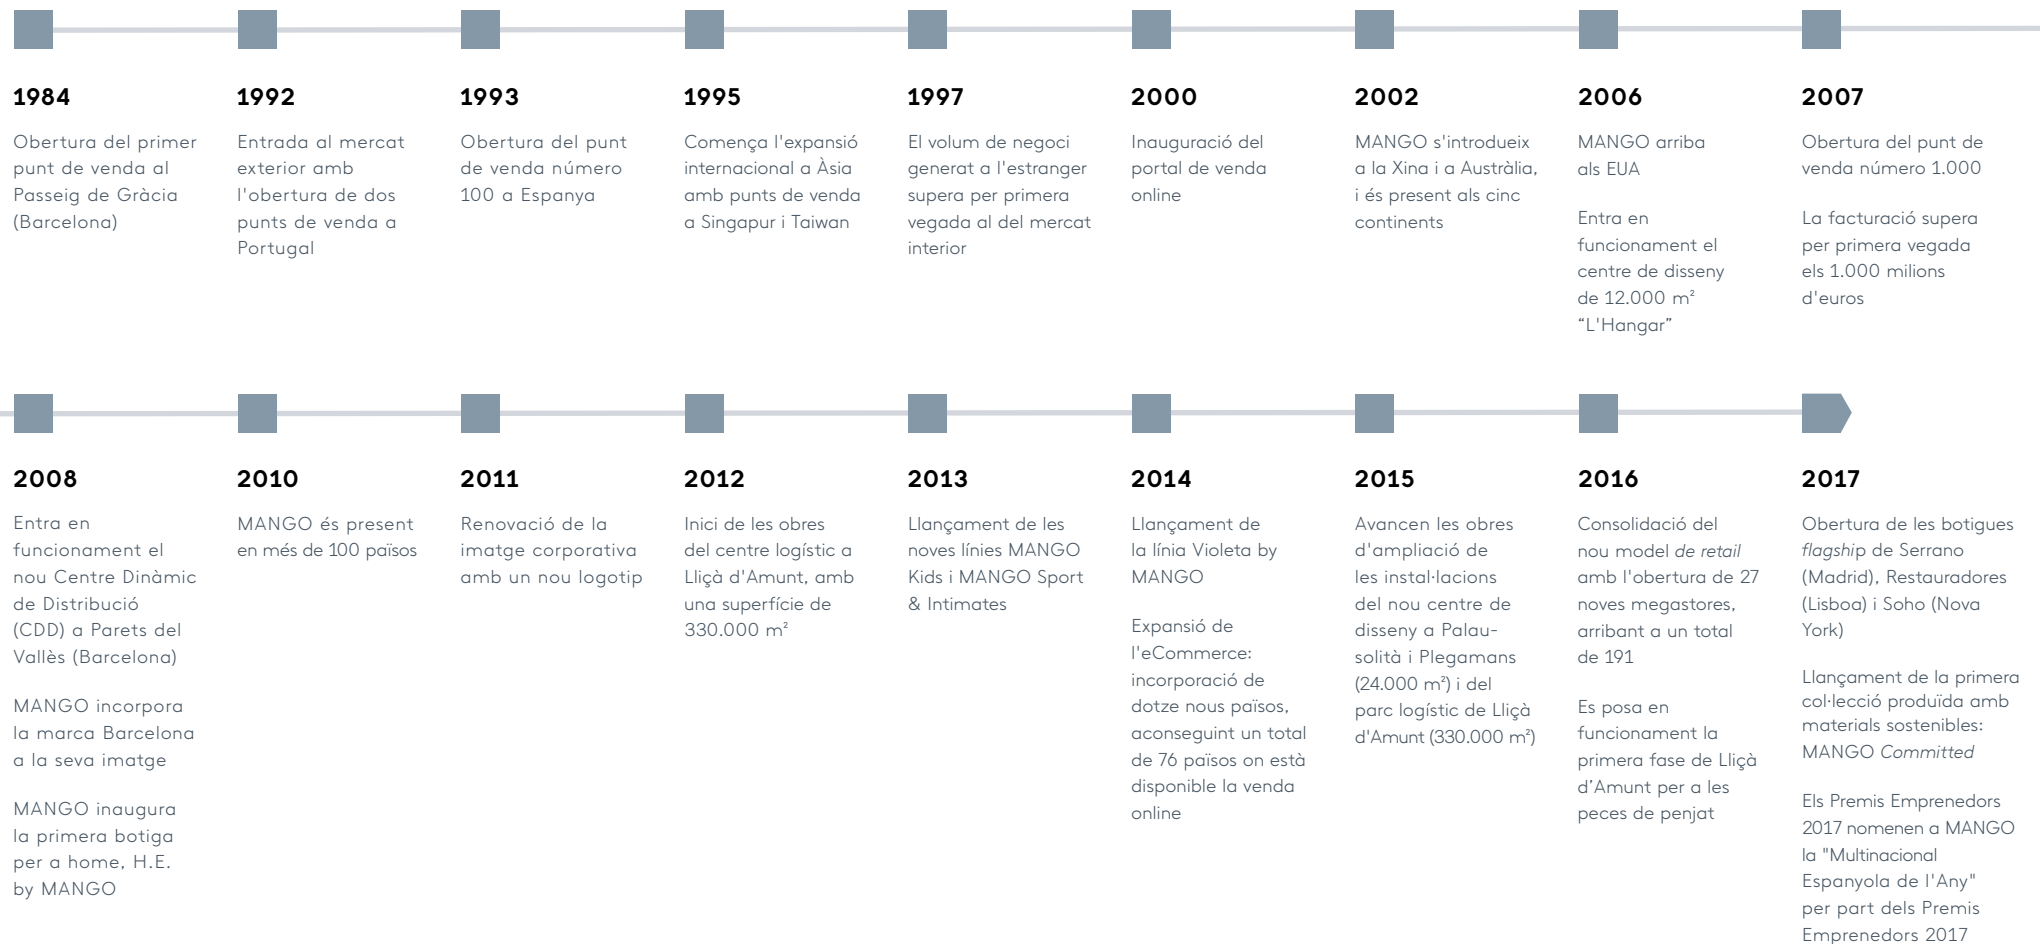 1984
Obertura del primer
punt de venda al
Passeig de Gràcia
(Barcelona)
1992
Entrada al mercat
exterior amb
l'obertura de dos
punts de venda a
Portugal
1993
Obertura del punt
de venda número
100 a Espanya
1995
Comença l'expansió
internacional a Àsia
amb punts de venda
a Singapur i Taiwan
1997
El volum de negoci
generat a l'estranger
supera per primera
vegada al del mercat
interior
2000
Inauguració del
portal de venda
online
2002
MANGO s'introdueix
a la Xina i a Austràlia,
i és present als cinc
continents
2006
MANGO arriba
als EUA
Entra en
funcionament el
centre de disseny
de 12.000 m²
“L'Hangar”
2007
Obertura del punt de
venda número 1.000
La facturació supera
per primera vegada
els 1.000 milions
d'euros
2008
Entra en
funcionament el
nou Centre Dinàmic
de Distribució
(CDD) a Parets del
Vallès (Barcelona)
MANGO incorpora
la marca Barcelona
a la seva imatge
MANGO inaugura
la primera botiga
per a home, H.E.
by MANGO
2010
MANGO és present
en més de 100 països
2011
Renovació de la
imatge corporativa
amb un nou logotip
2012
Inici de les obres
del centre logístic a
Lliçà d'Amunt, amb
una superfície de
330.000 m²
2013
Llançament de les
noves línies MANGO
Kids i MANGO Sport
& Intimates
2014
Llançament de
la línia Violeta by
MANGO
Expansió de
l'eCommerce:
incorporació de
dotze nous països,
aconseguint un total
de 76 països on està
disponible la venda
online
2015
Avancen les obres
d'ampliació de
les instal·lacions
del nou centre de
disseny a Palau-
solità i Plegamans
(24.000 m²) i del
parc logístic de Lliçà
d'Amunt (330.000 m²)
2016
Consolidació del
nou model de retail
amb l'obertura de 27
noves megastores,
arribant a un total
de 191
Es posa en
funcionament la
primera fase de Lliçà
d’Amunt per a les
peces de penjat
2017
Obertura de les botigues
flagship de Serrano
(Madrid), Restauradores
(Lisboa) i Soho (Nova
York)
Llançament de la primera
col·lecció produïda amb
materials sostenibles:
MANGO Committed
Els Premis Emprenedors
2017 nomenen a MANGO
la "Multinacional
Espanyola de l'Any"
per part dels Premis
Emprenedors 2017